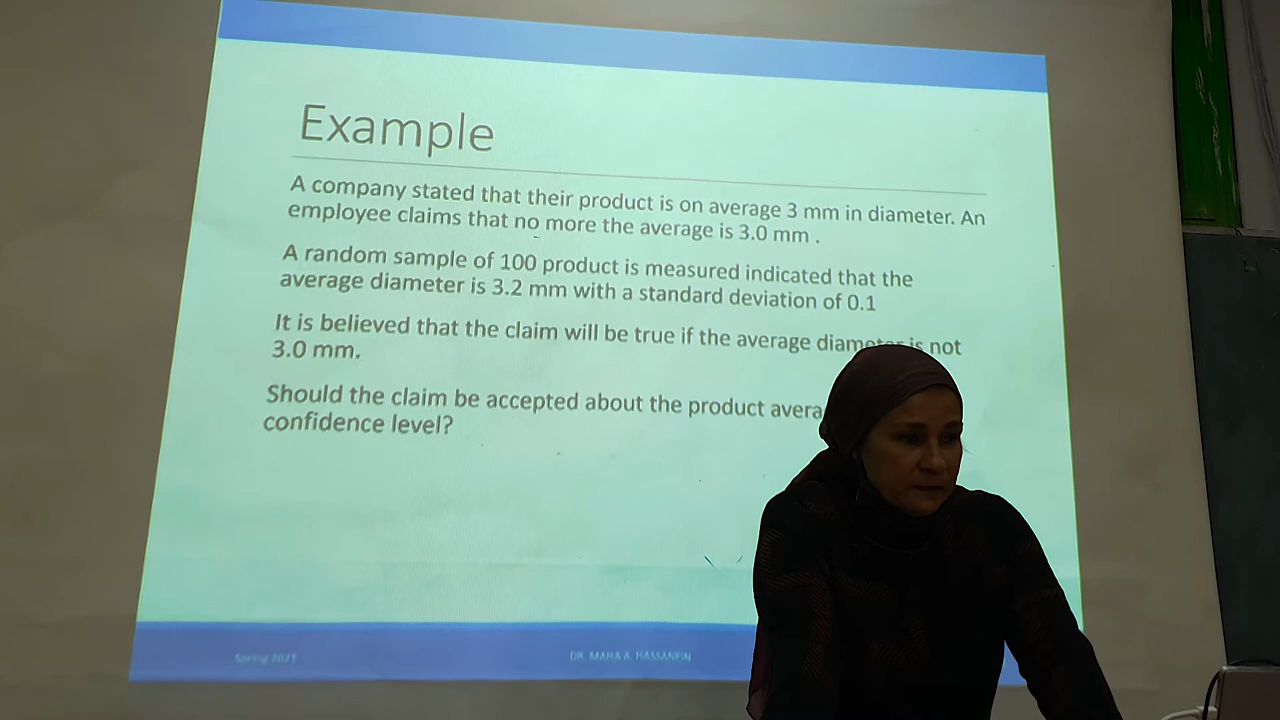 Example
A company stated that their product is on average 3 mm in diameter. An
employee claims that no more the average is 3.0 mm .
A random sample of 100 product is measured indicated that the
average diameter is 3.2 mm with a standard deviation of 0.1
It is believed that the claim will be true if the average diameter is not
3.0 mm.
Should the claim be accepted about the product
confidence level?
Spring 2021
DR. MAHA A. HASSANEIN